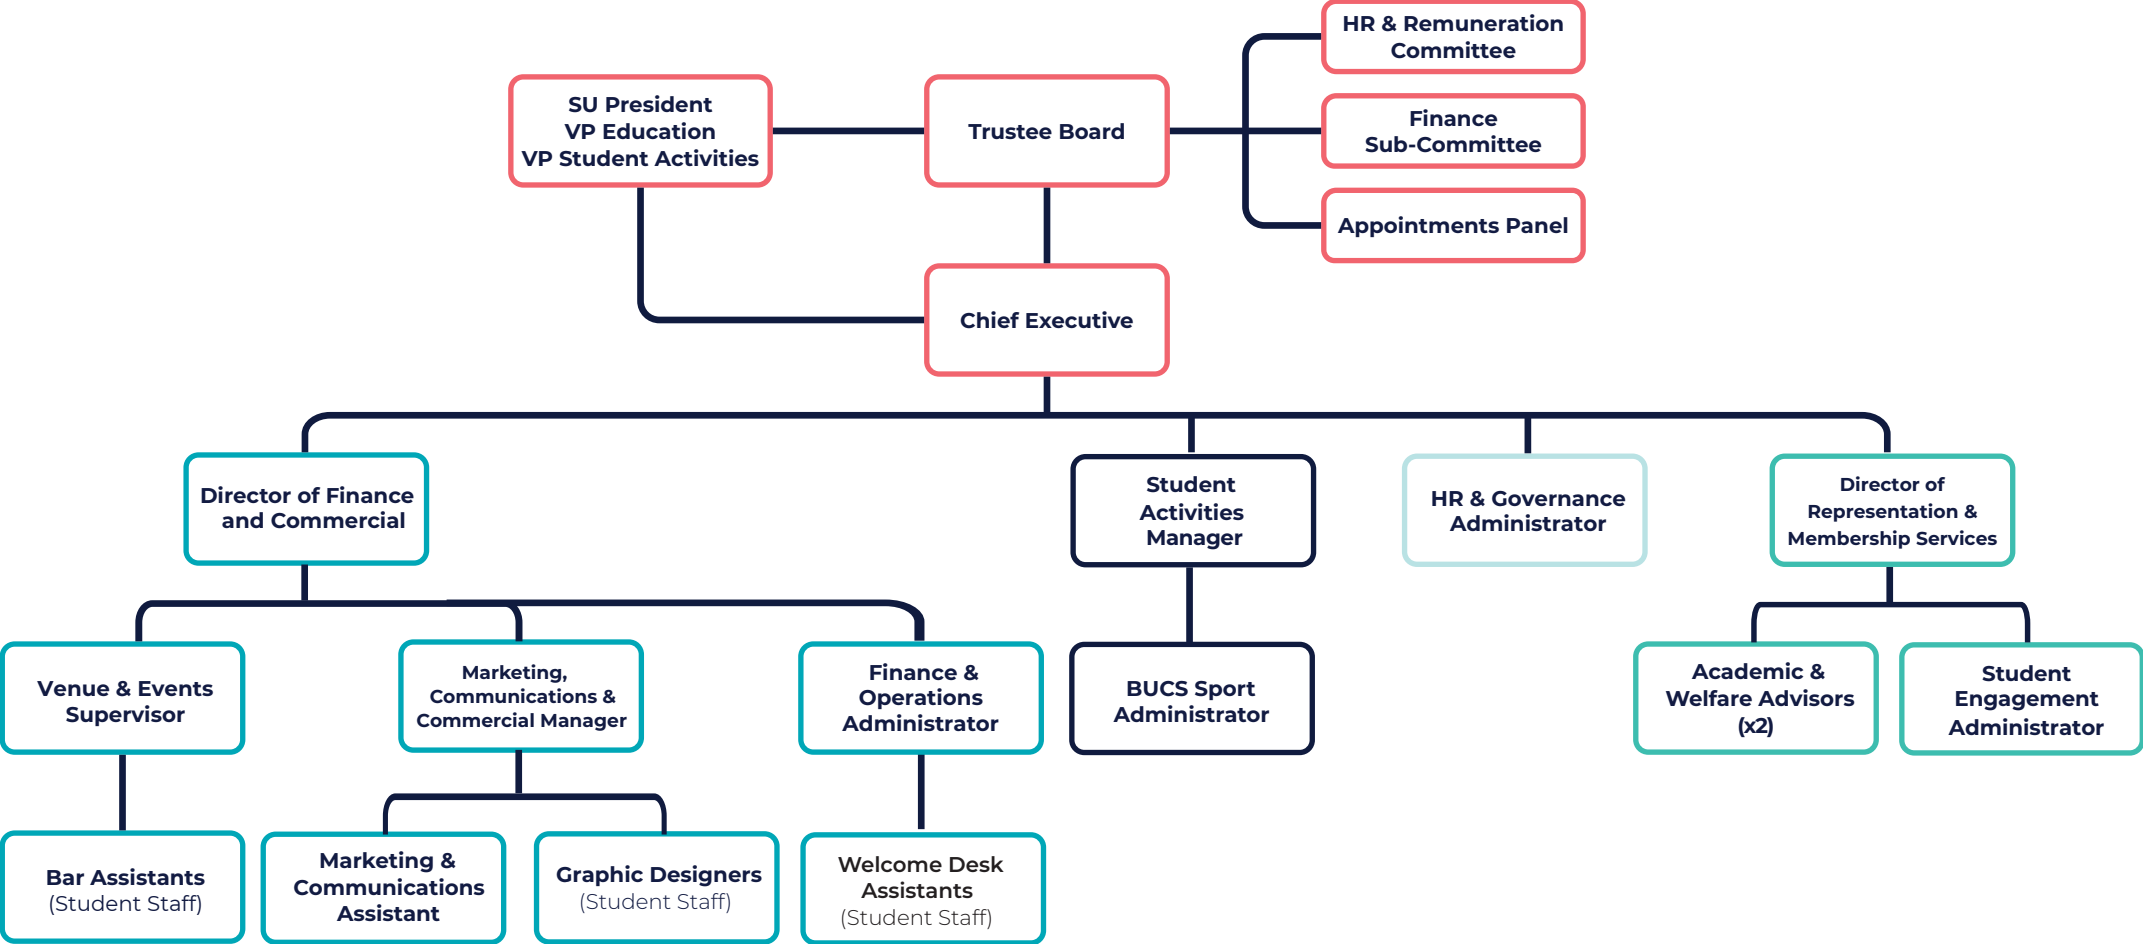 HR & Remuneration
Committee
SU President
VP Education
VP Student Activities
Trustee Board
Finance
Sub-Committee
Appointments Panel
Chief Executive
Director of Finance
and Commercial
Student
Activities
Manager
HR & Governance
Administrator
Director of
Representation &
Membership Services
Venue & Events
Supervisor
Marketing,
Communications &
Commercial Manager
Finance &
Operations
Administrator
BUCS Sport
Administrator
Academic &
Welfare Advisors
(x2)
Student
Engagement
Administrator
Bar Assistants
(Student Staff)
Marketing &
Communications
Assistant
Graphic Designers
(Student Staff)
Welcome Desk
Assistants
(Student Staff)